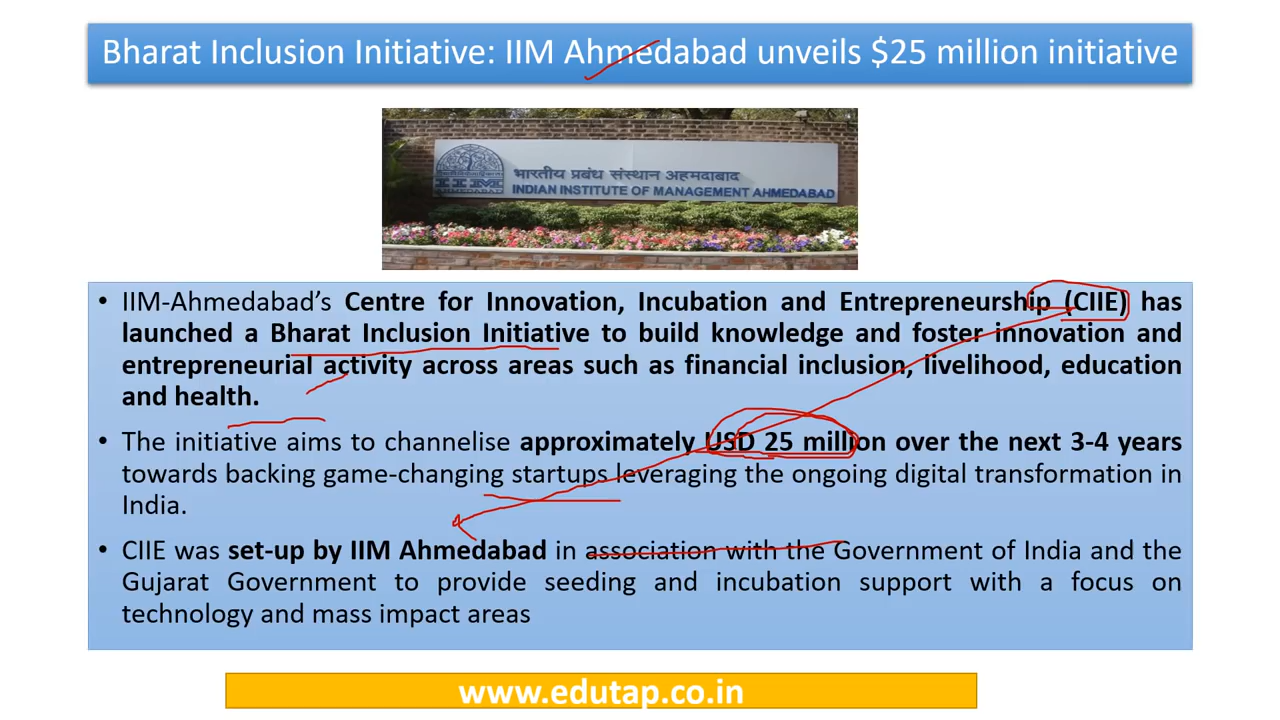 Bharat Inclusion Initiative: IIM Ahmedabad unveils $25 million initiative
भारतीय प्रबंध संस्थान अहमदाबाद
IIM
AHMEDABAD
INDIAN INSTITUTE OF MANAGEMENT AHMEDABAD
• IIM-Ahmedabad’s Centre for Innovation, Incubation and Entrepreneurship (CIIE) has
launched a Bharat Inclusion Initiative to build knowledge and foster innovation and
entrepreneurial activity across areas such as financial inclusion, livelihood, education
and health.
• The initiative aims to channelise approximately USD 25 million over the next 3-4 years
towards backing game-changing startups leveraging the ongoing digital transformation in
India.
• CIIE was set-up by IIM Ahmedabad in association with the Government of India and the
Gujarat Government to provide seeding and incubation support with a focus on
technology and mass impact areas
www.edutap.co.in